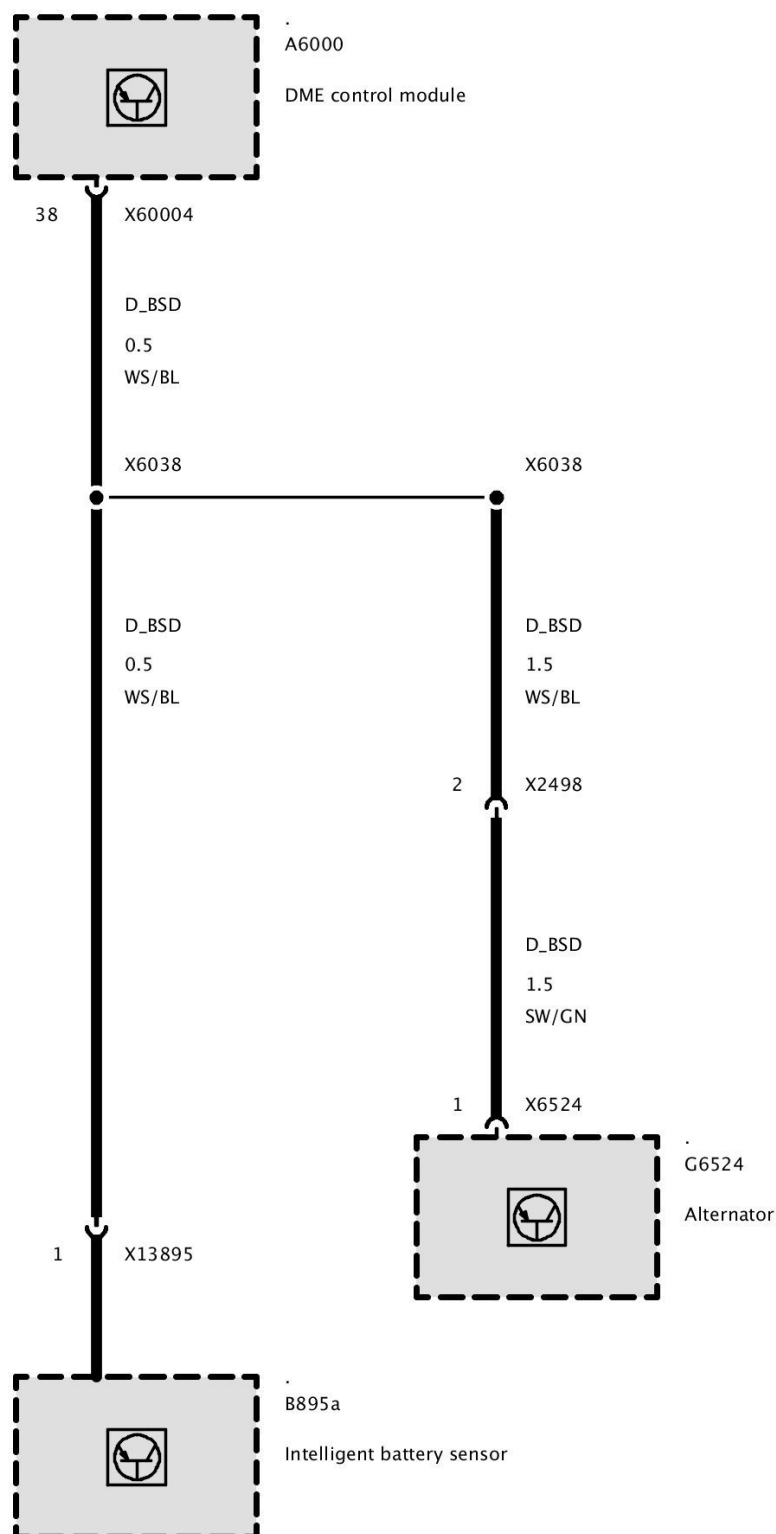 .
A6000
DME control module
38 X60004
D_BSD
0.5
WS/BL
X6038 X6038
D_BSD D_BSD
0.5 1.5
WS/BL WS/BL
2 X2498
D_BSD
1.5
SW/GN
1 X6524
.
G6524
Alternator
1 X13895
.
B895a
Intelligent battery sensor